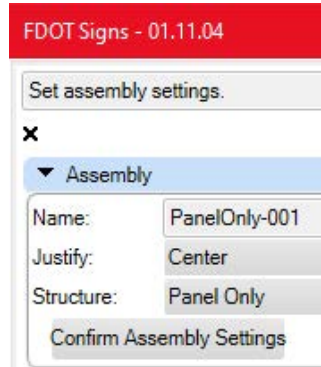 FDOT Signs - 01.11.04
Set assembly settings.
Assembly
Name: PanelOnly-001
Justify: Center
Structure: Panel Only
Confirm Assembly Settings